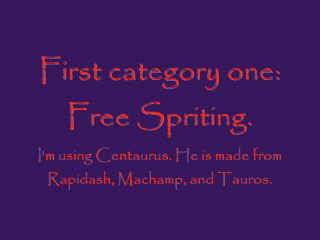 First category one:
Free Spriting.
I'm using Centaurus. He is made from
Rapidash, Machamp, and Tauros.